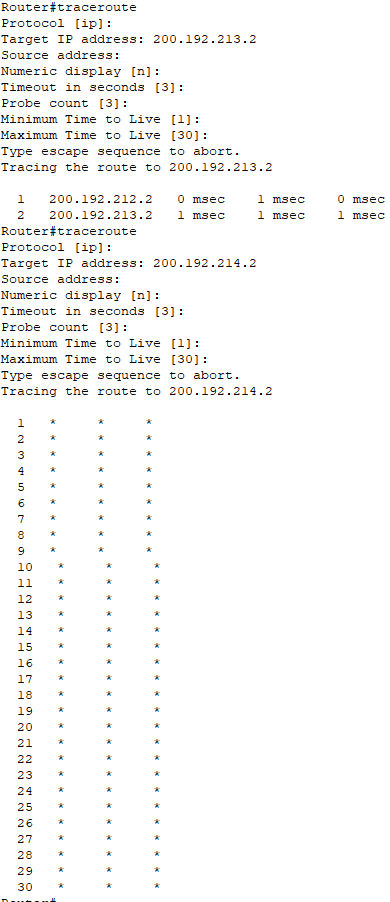 Router#traceroute
Protocol [ip]:
Target IP address: 200.192.213.2
Source address:
Numeric display [n]:
Timeout in seconds [3]:
Probe count [3]:
Minimum Time to Live [1]:
Maximum Time to Live [30]:
Type escape sequence to abort.
Tracing the route to 200.192.213.2
1 200.192.212.2 0 msec 1 msec 0 msec
2 200.192.213.2 1 msec 1 msec 1 msec
Router#traceroute
Protocol [ip]:
Target IP address: 200.192.214.2
Source address:
Numeric display [n]:
Timeout in seconds [3]:
Probe count [3]:
Minimum Time to Live [1]:
Maximum Time to Live [30]:
Type escape sequence to abort.
Tracing the route to 200.192.214.2
1 * * *
2 * * *
3 * * *
4 * * *
5 * * *
6 * * *
7 * * *
8 * * *
9 * * *
10 * * *
11 * * *
12 * * *
13 * * *
14 * * *
15 * * *
16 * * *
17 * * *
18 * * *
19 * * *
20 * * *
21 * * *
22 * * *
23 * * *
24 * * *
25 * * *
26 * * *
27 * * *
28 * * *
29 * * *
30 * * *
Router#